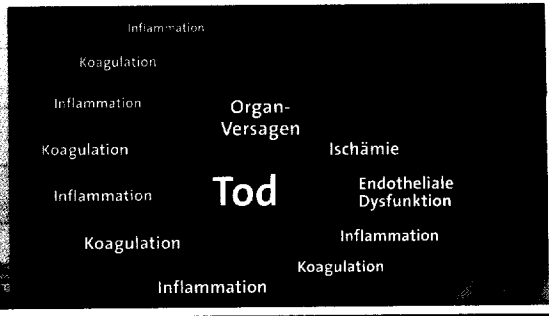 Inflammation
Koagulation
Inflammation
Organ-
Versagen
Koagulation
Ischämie
Inflammation
Tod
Endotheliale
Dysfunktion
Koagulation
Inflammation
Koagulation
Inflammation